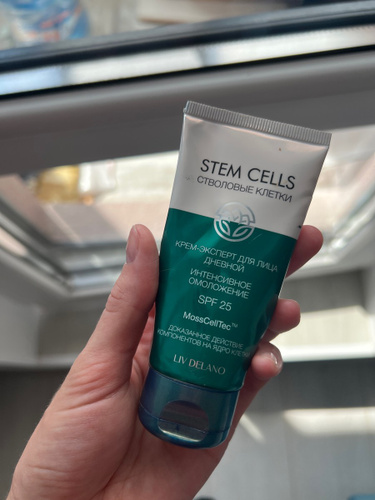 STEM CELLS
СТВОЛОВЫЕ КЛЕТКИ
КРЕМ-ЭКСПЕРТ ДЛЯ ЛИЦА
ДНЕВНОЙ
ИНТЕНСИВНОЕ
ОМОЛОЖЕНИЕ
SPF 25
MossCellTec™
ДОКАЗАННОЕ ДЕЙСТВИЕ
КОМПОНЕНТОВ НА ЯДРО КЛЕТКИ
LIV DELANO